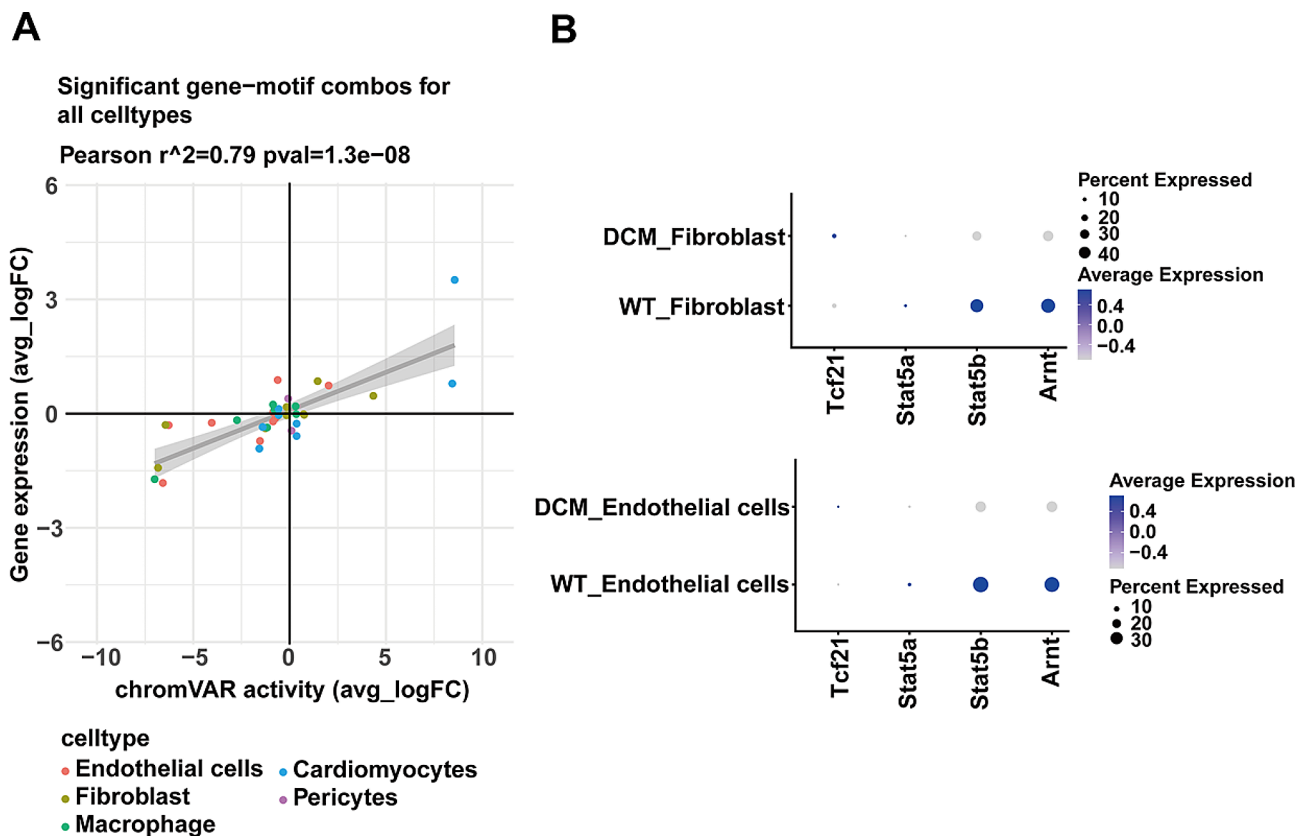 A
Significant gene−motif combos for
all celltypes
Pearson r^2=0.79 pval=1.3e−08
6
3
0
−3
−6
Gene expression (avg_logFC)
−10
−5
0
5
10
chromVAR activity (avg_logFC)
celltype
Endothelial cells
Fibroblast
Macrophage
Cardiomyocytes
Pericytes
B
DCM_Fibroblast
WT_Fibroblast
Tcf21
Stat5a
Stat5b
Arnt
Percent Expressed
10
20
30
40
Average Expression
0.4
0.0
−0.4
DCM_Endothelial cells
WT_Endothelial cells
Tcf21
Stat5a
Stat5b
Arnt
Average Expression
0.4
0.0
−0.4
Percent Expressed
10
20
30